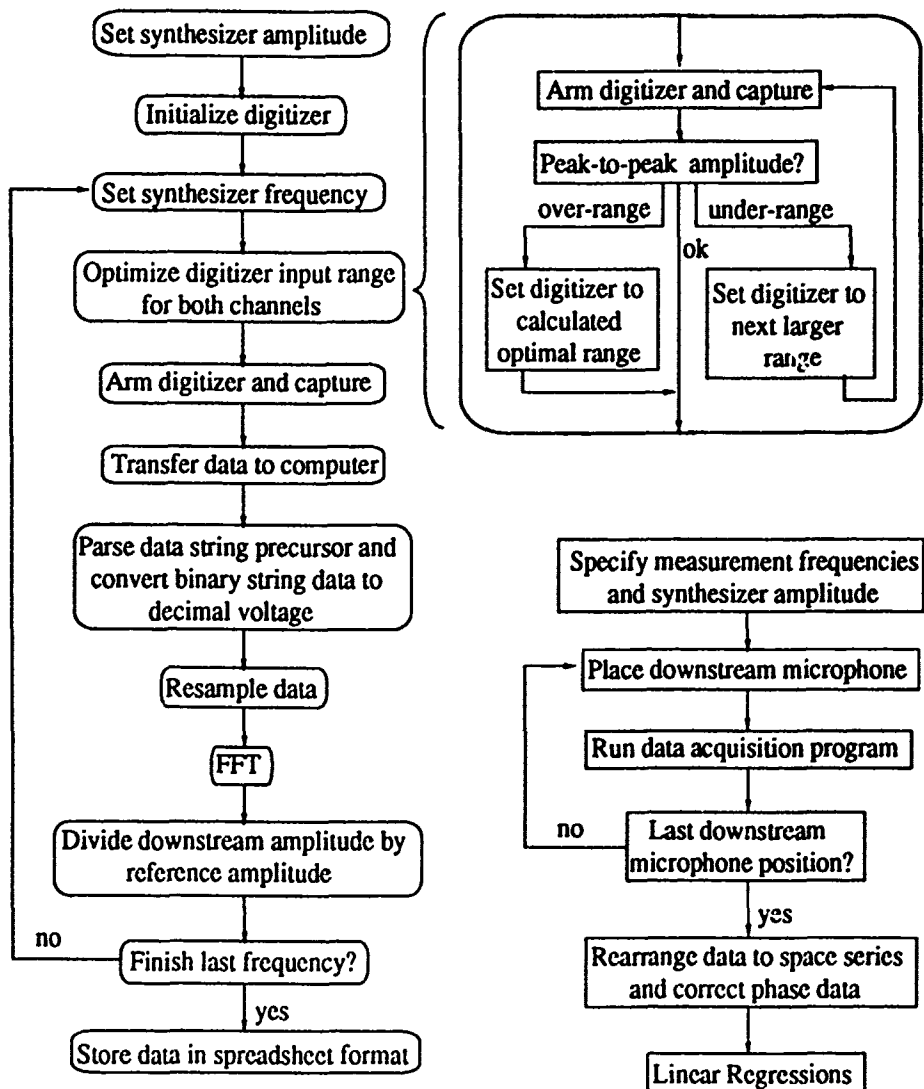 Set synthesizer amplitude
Initialize digitizer
Set synthesizer frequency
Optimize digitizer input range
for both channels
Arm digitizer and capture
Transfer data to computer
Parse data string precursor and
convert binary string data to
decimal voltage
Resample data
FFT
Divide downstream amplitude by
reference amplitude
no
Finish last frequency?
yes
Store data in spreadsheet format
Arm digitizer and capture
Peak-to-peak amplitude?
over-range
under-range
ok
Set digitizer to
calculated
optimal range
Set digitizer to
next larger
range
Specify measurement frequencies
and synthesizer amplitude
Place downstream microphone
Run data acquisition program
no
Last downstream
microphone position?
yes
Rearrange data to space series
and correct phase data
Linear Regressions